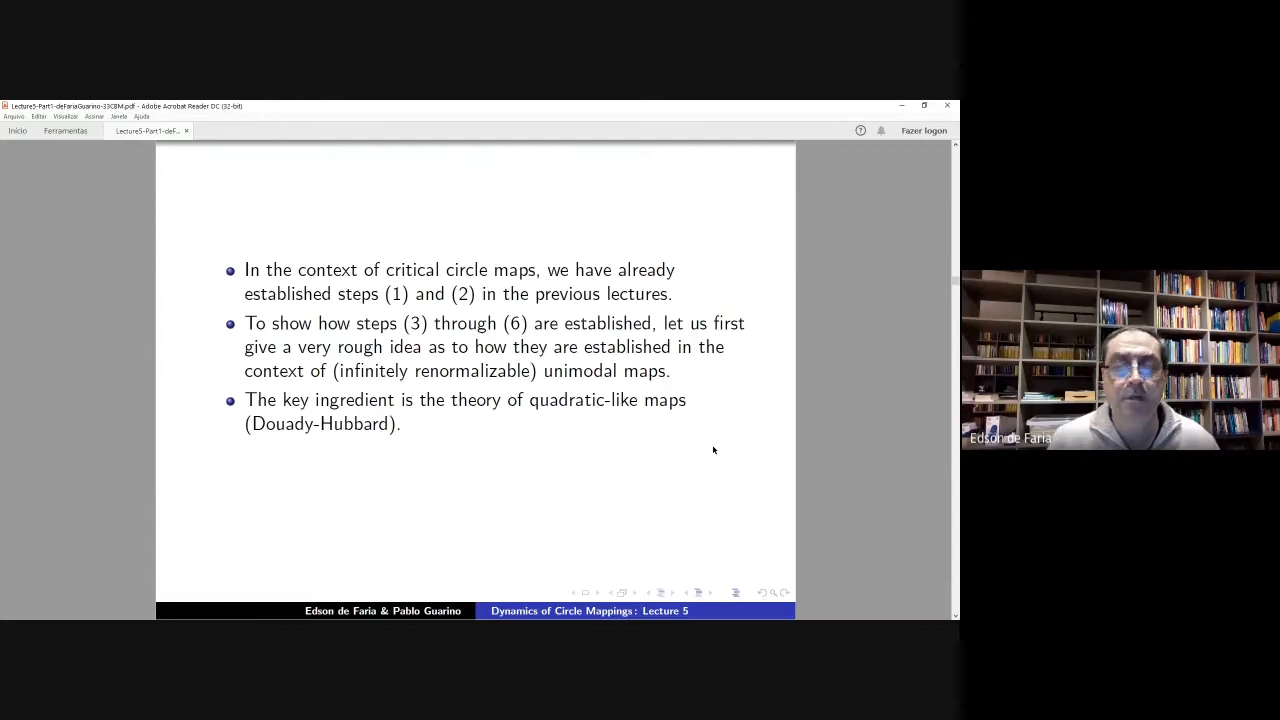 Lecture5-Part1-deFariaGuarino-33CBM.pdf - Adobe Acrobat Reader DC (32-bit)
Arquivo Editar Visualizar Assinar Janela Ajuda
Início Ferramentas Lecture5-Part1-deF... × Fazer logon
In the context of critical circle maps, we have already
established steps (1) and (2) in the previous lectures.
To show how steps (3) through (6) are established, let us first
give a very rough idea as to how they are established in the
context of (infinitely renormalizable) unimodal maps.
The key ingredient is the theory of quadratic-like maps
(Douady-Hubbard).
Edson de Faria
Edson de Faria & Pablo Guarino Dynamics of Circle Mappings: Lecture 5